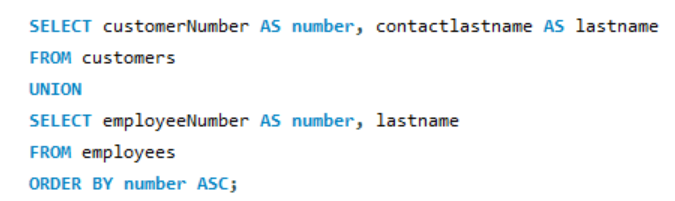 SELECT customerNumber AS number, contactlastname AS lastname
FROM customers
UNION
SELECT employeeNumber AS number, lastname
FROM employees
ORDER BY number ASC;